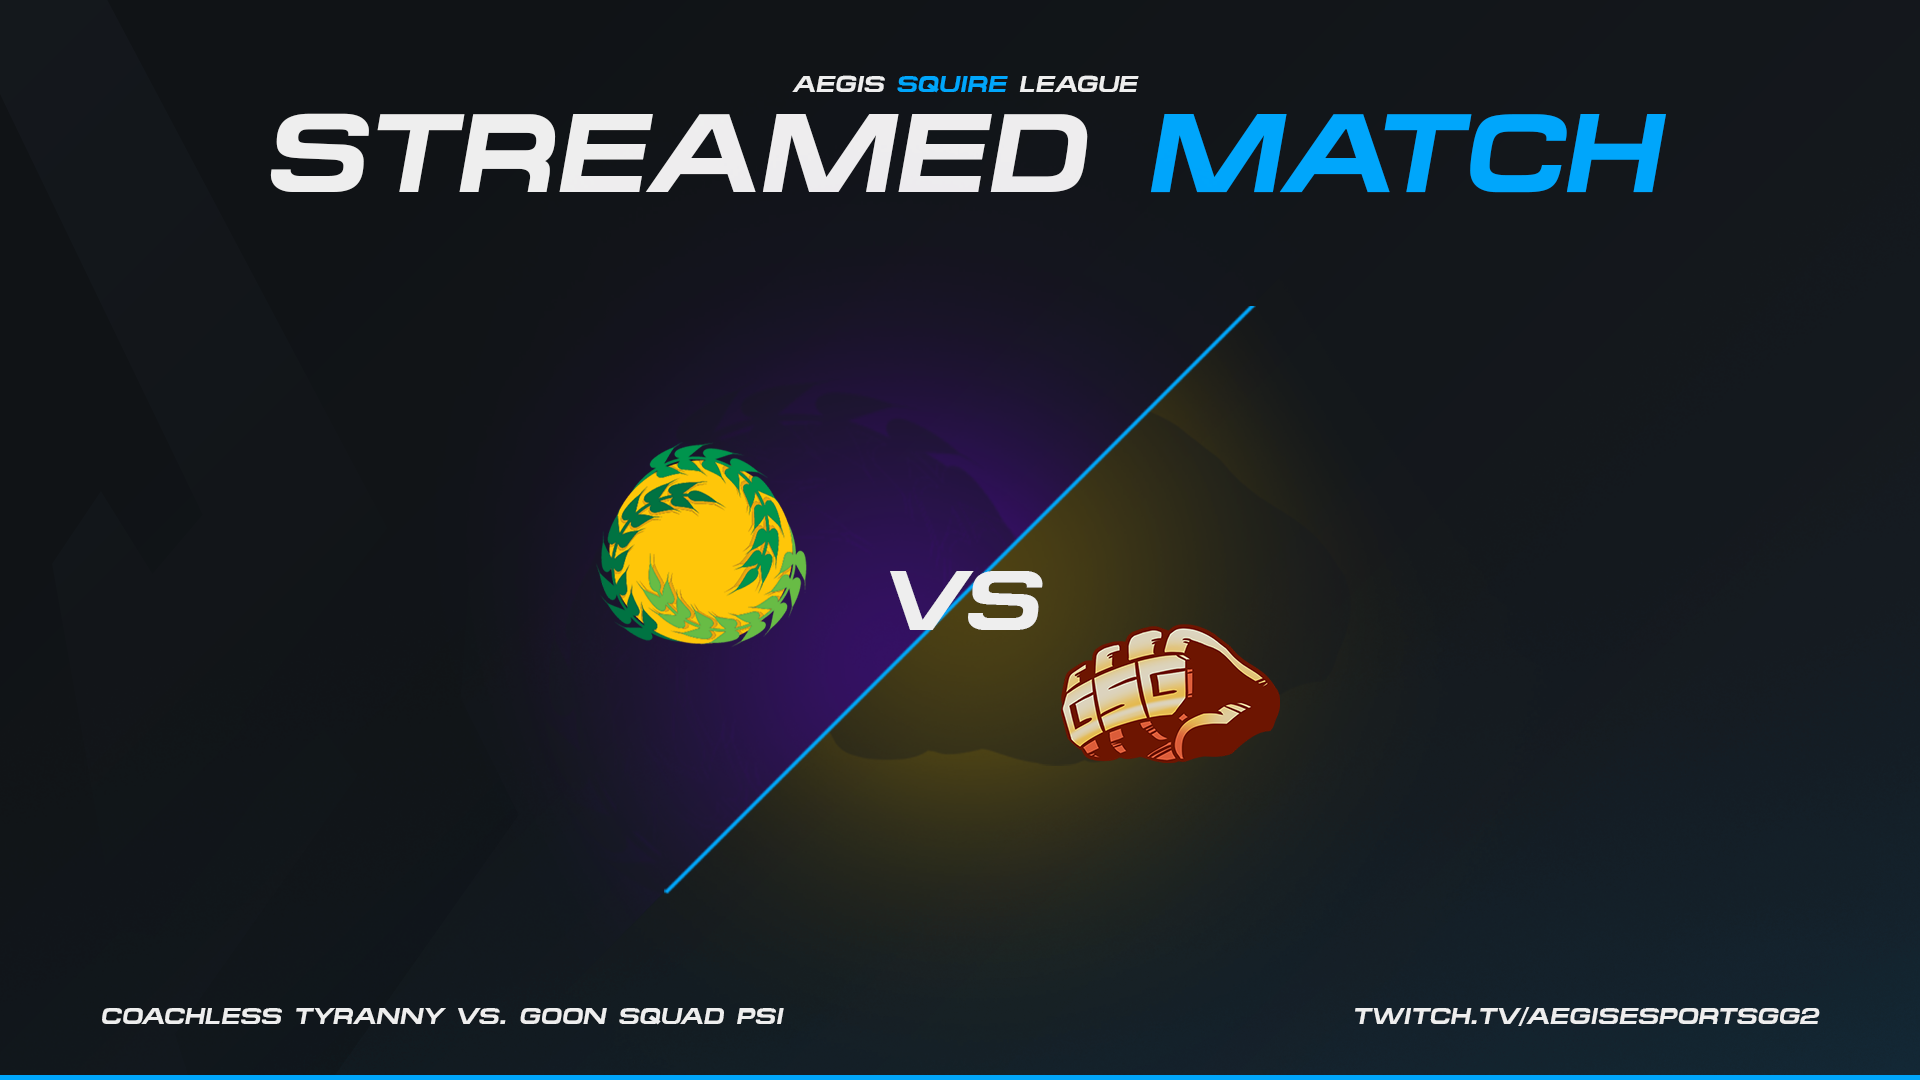 AEGIS SQUIRE LEAGUE
STREAMED MATCH
VS
GSG
COACHLESS TYRANNY VS. GOON SQUAD PSI
TWITCH.TV/AEGISESPORTSGG2